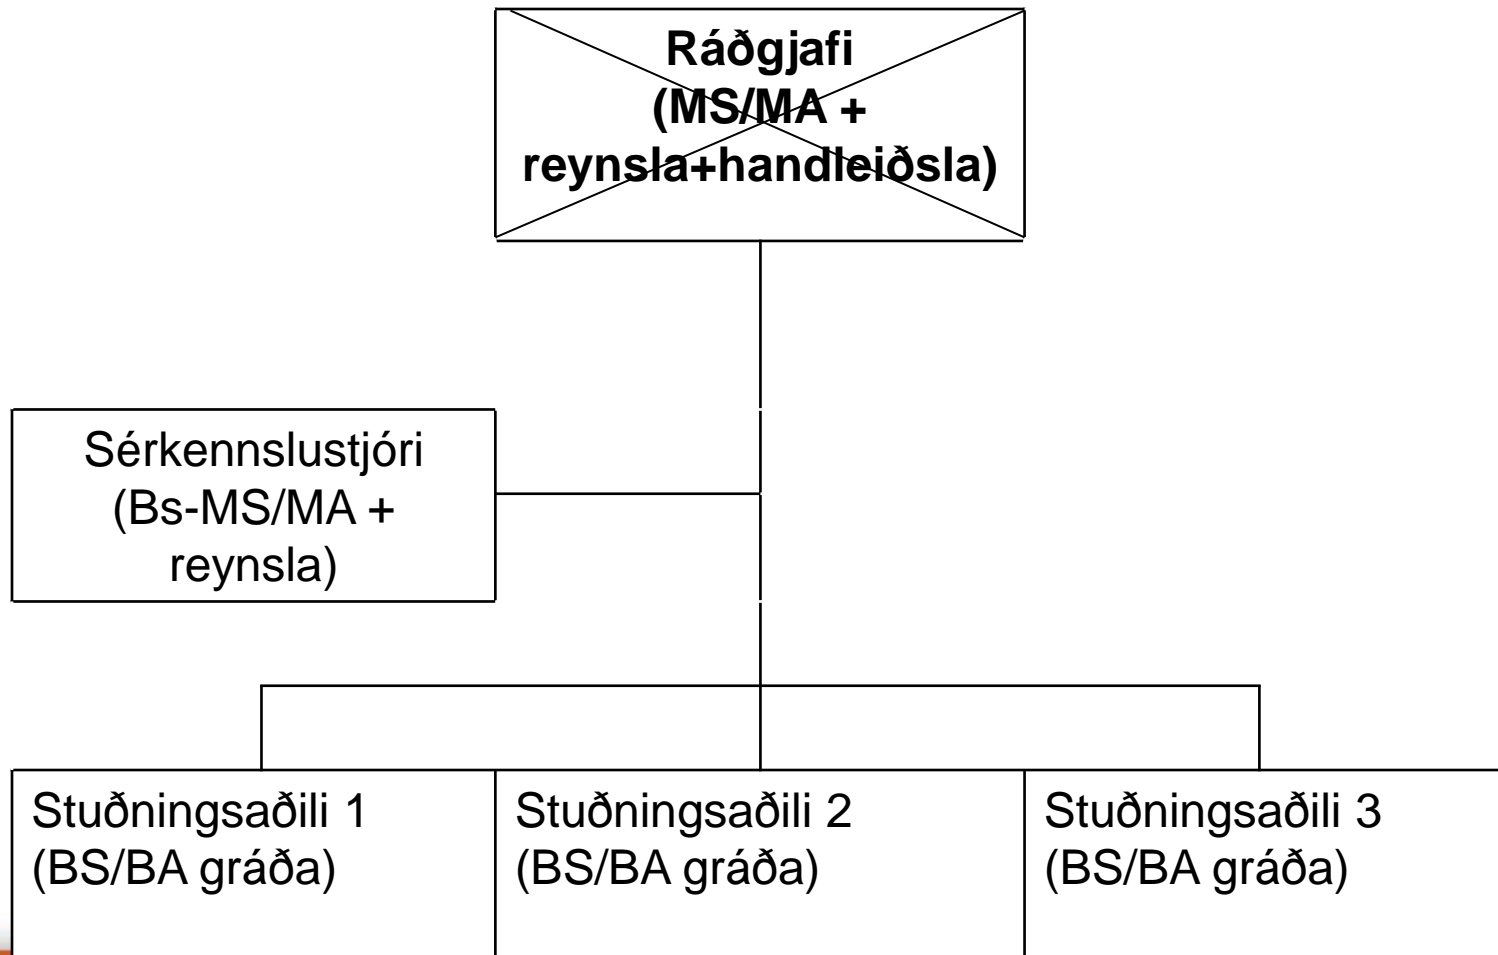 Ráðgjafi
(MS/MA +
reynsla+handleiðsla)
Sérkennslustjóri
(Bs-MS/MA +
reynsla)
Stuðningsaðili 1
(BS/BA gráða)
Stuðningsaðili 2
(BS/BA gráða)
Stuðningsaðili 3
(BS/BA gráða)